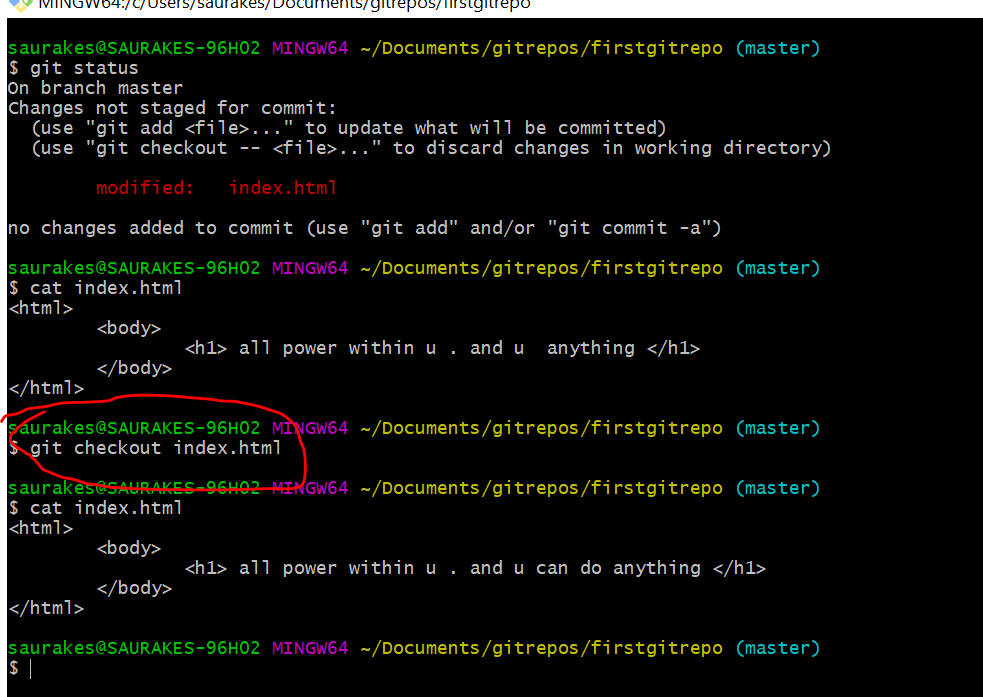 MINGW64:/c/Users/saurakes/Documents/gitrepos/firstgitrepo
saurakes@SAURAKES-96H02 MINGW64 ~/Documents/gitrepos/firstgitrepo (master)
$ git status
On branch master
Changes not staged for commit:
  (use "git add <file>..." to update what will be committed)
  (use "git checkout -- <file>..." to discard changes in working directory)
        modified:   index.html
no changes added to commit (use "git add" and/or "git commit -a")
saurakes@SAURAKES-96H02 MINGW64 ~/Documents/gitrepos/firstgitrepo (master)
$ cat index.html
<html>
        <body>
                <h1> all power within u . and u  anything </h1>
        </body>
</html>
saurakes@SAURAKES-96H02 MINGW64 ~/Documents/gitrepos/firstgitrepo (master)
$ git checkout index.html
saurakes@SAURAKES-96H02 MINGW64 ~/Documents/gitrepos/firstgitrepo (master)
$ cat index.html
<html>
        <body>
                <h1> all power within u . and u can do anything </h1>
        </body>
</html>
saurakes@SAURAKES-96H02 MINGW64 ~/Documents/gitrepos/firstgitrepo (master)
$